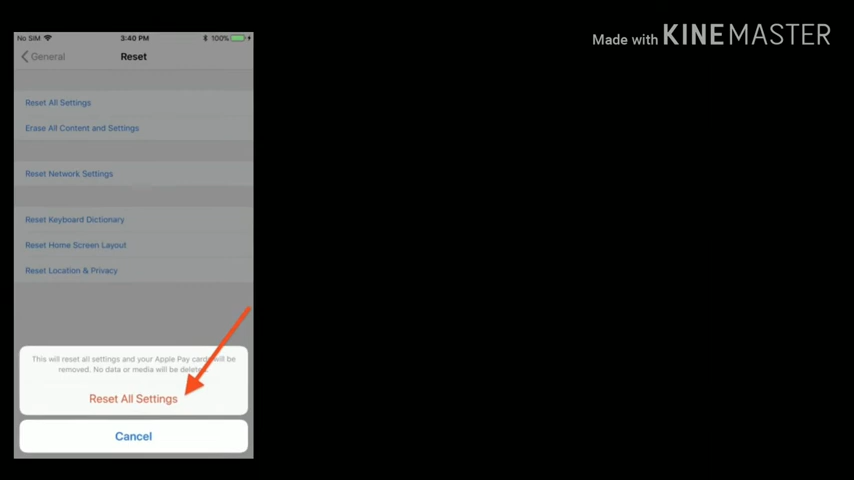 Made with KINEMASTER
No SIM 3:40 PM 100%
General Reset
Reset All Settings
Erase All Content and Settings
Reset Network Settings
Reset Keyboard Dictionary
Reset Home Screen Layout
Reset Location & Privacy
This will reset all settings and your Apple Pay cards will be
removed. No data or media will be deleted.
Reset All Settings
Cancel